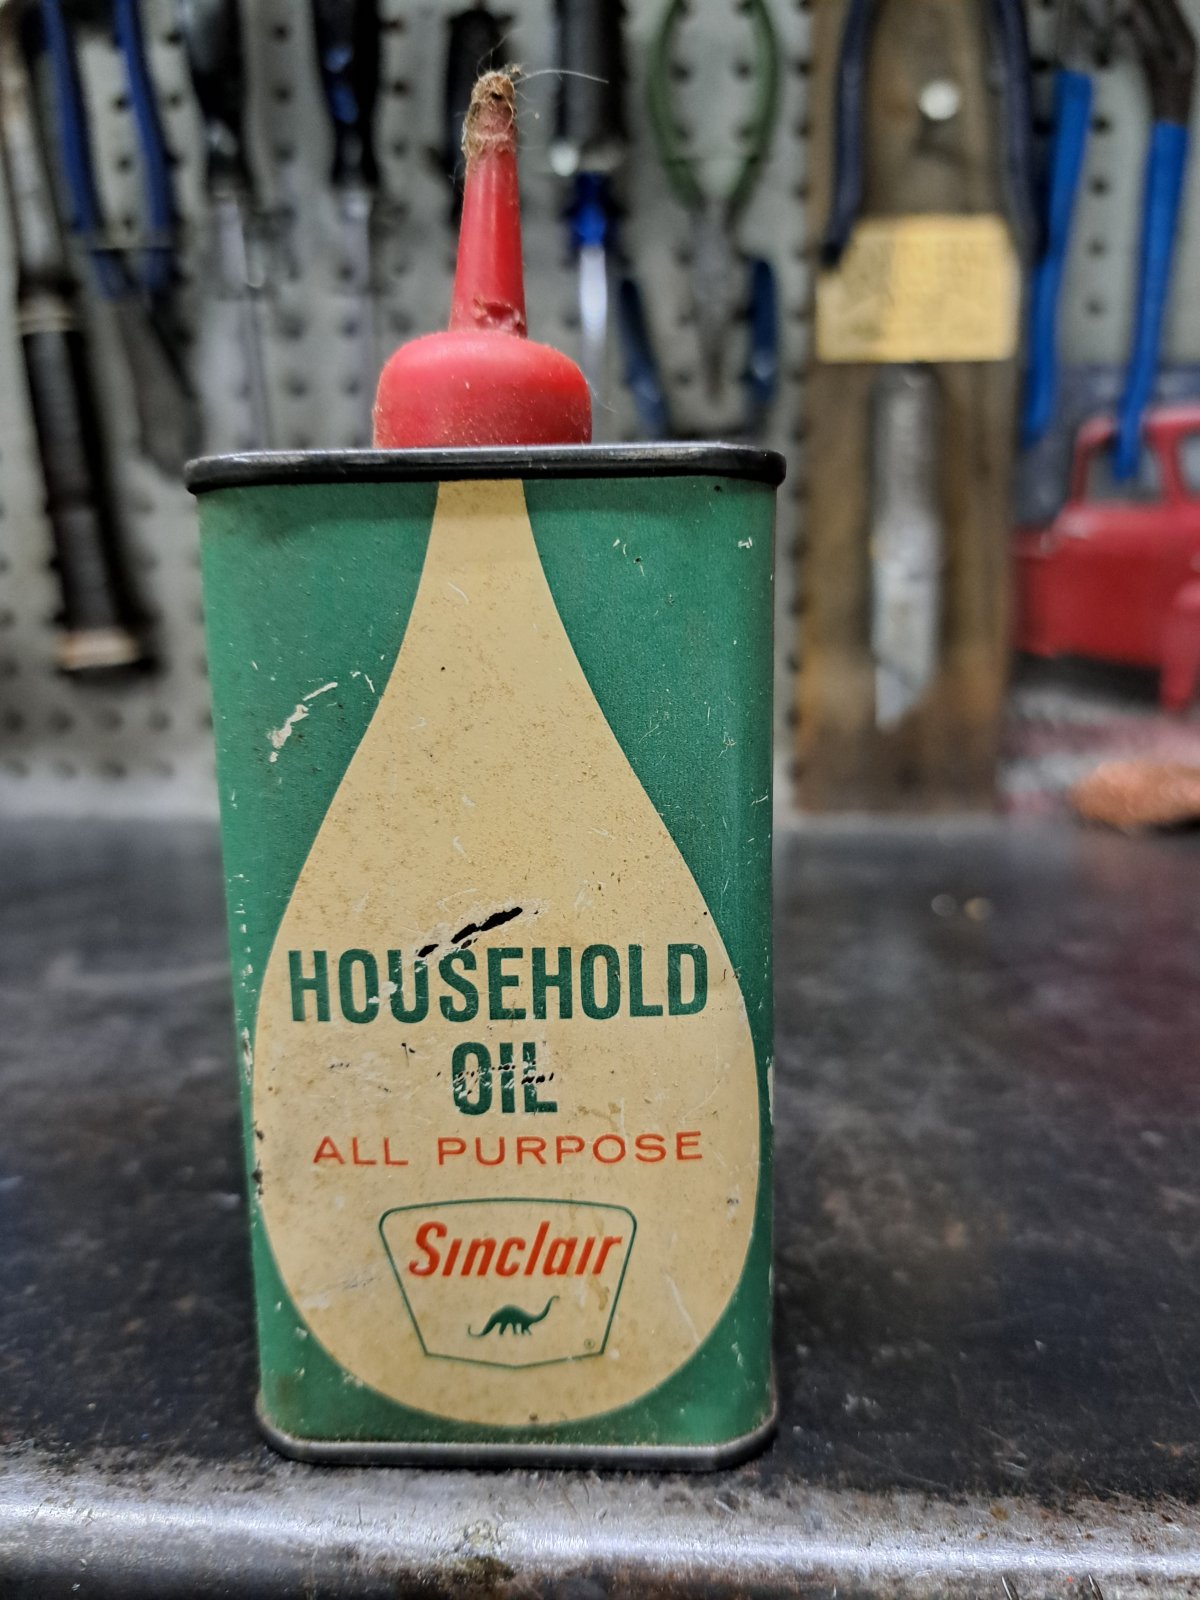 HOUSEHOLD
OIL
ALL PURPOSE
Sinclair
®